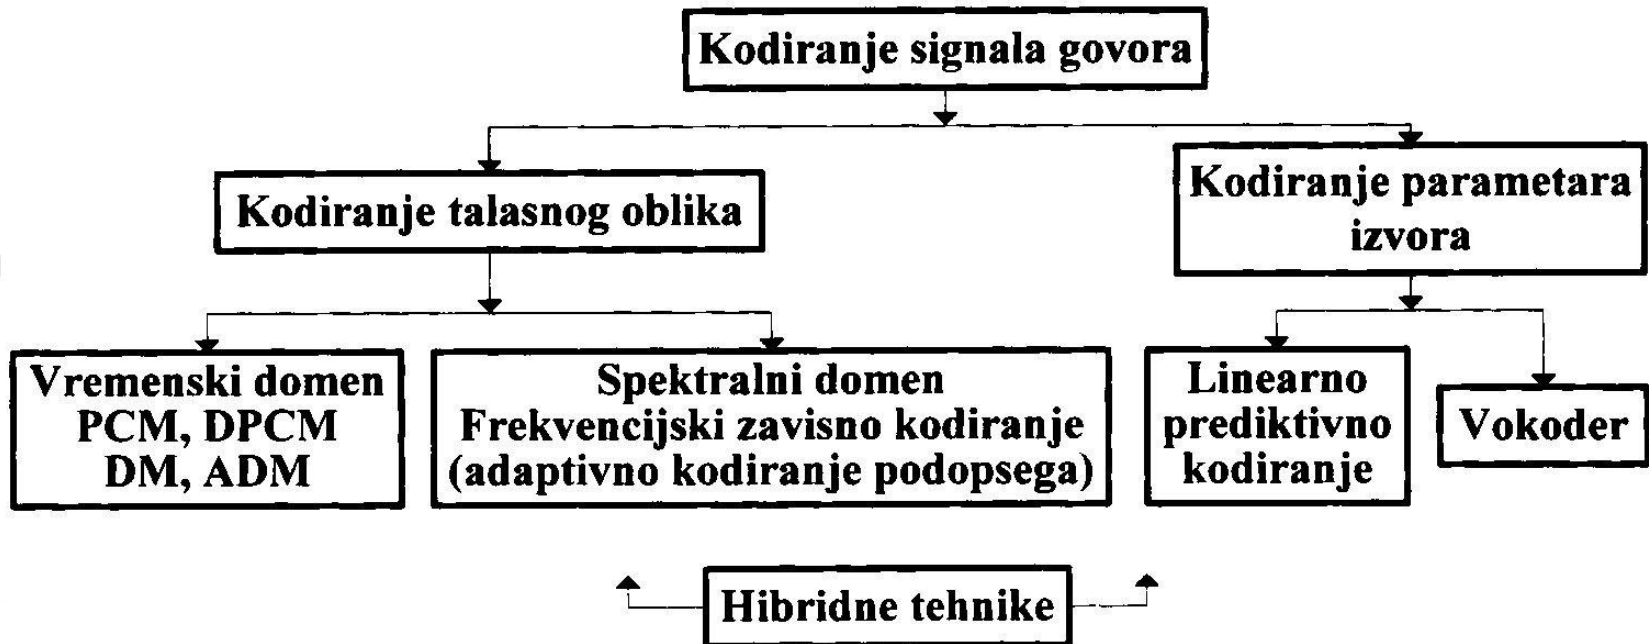 Kodiranje signala govora
Kodiranje talasnog oblika
Kodiranje parametara
izvora
Vremenski domen
PCM, DPCM
DM, ADM
Spektralni domen
Frekvencijski zavisno kodiranje
(adaptivno kodiranje podopsega)
Linearno
prediktivno
kodiranje
Vokoder
Hibridne tehnike